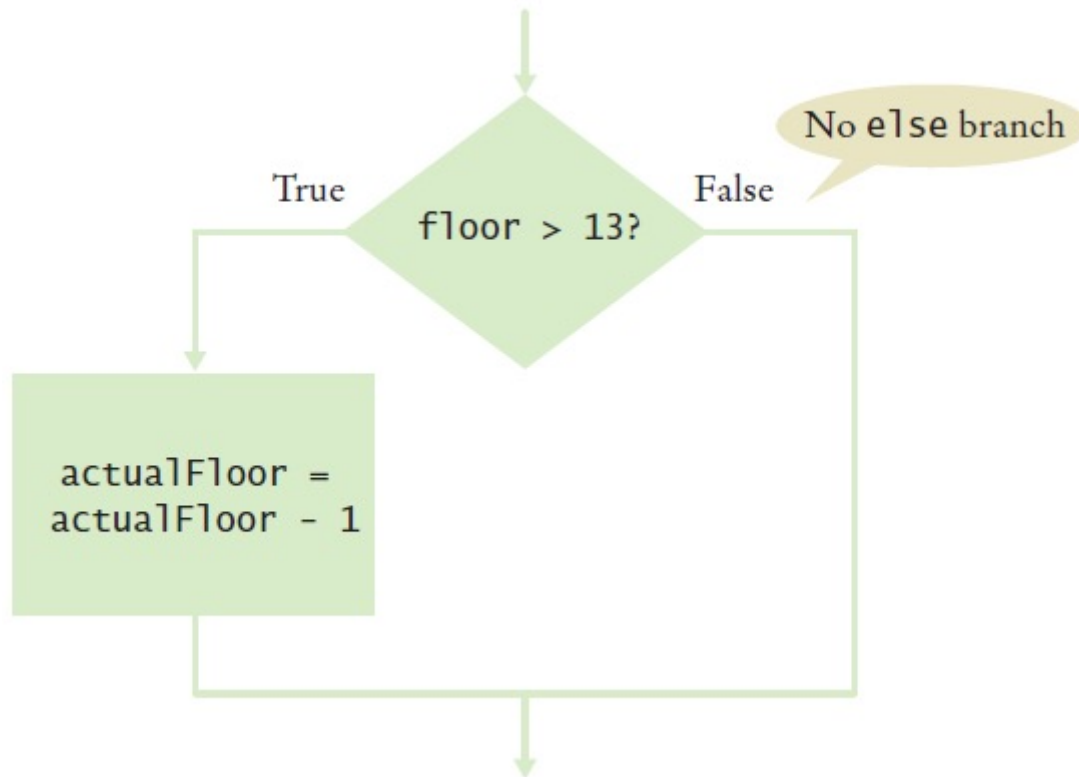 No else branch
True
False
floor > 13?
actualFloor =
actualFloor - 1